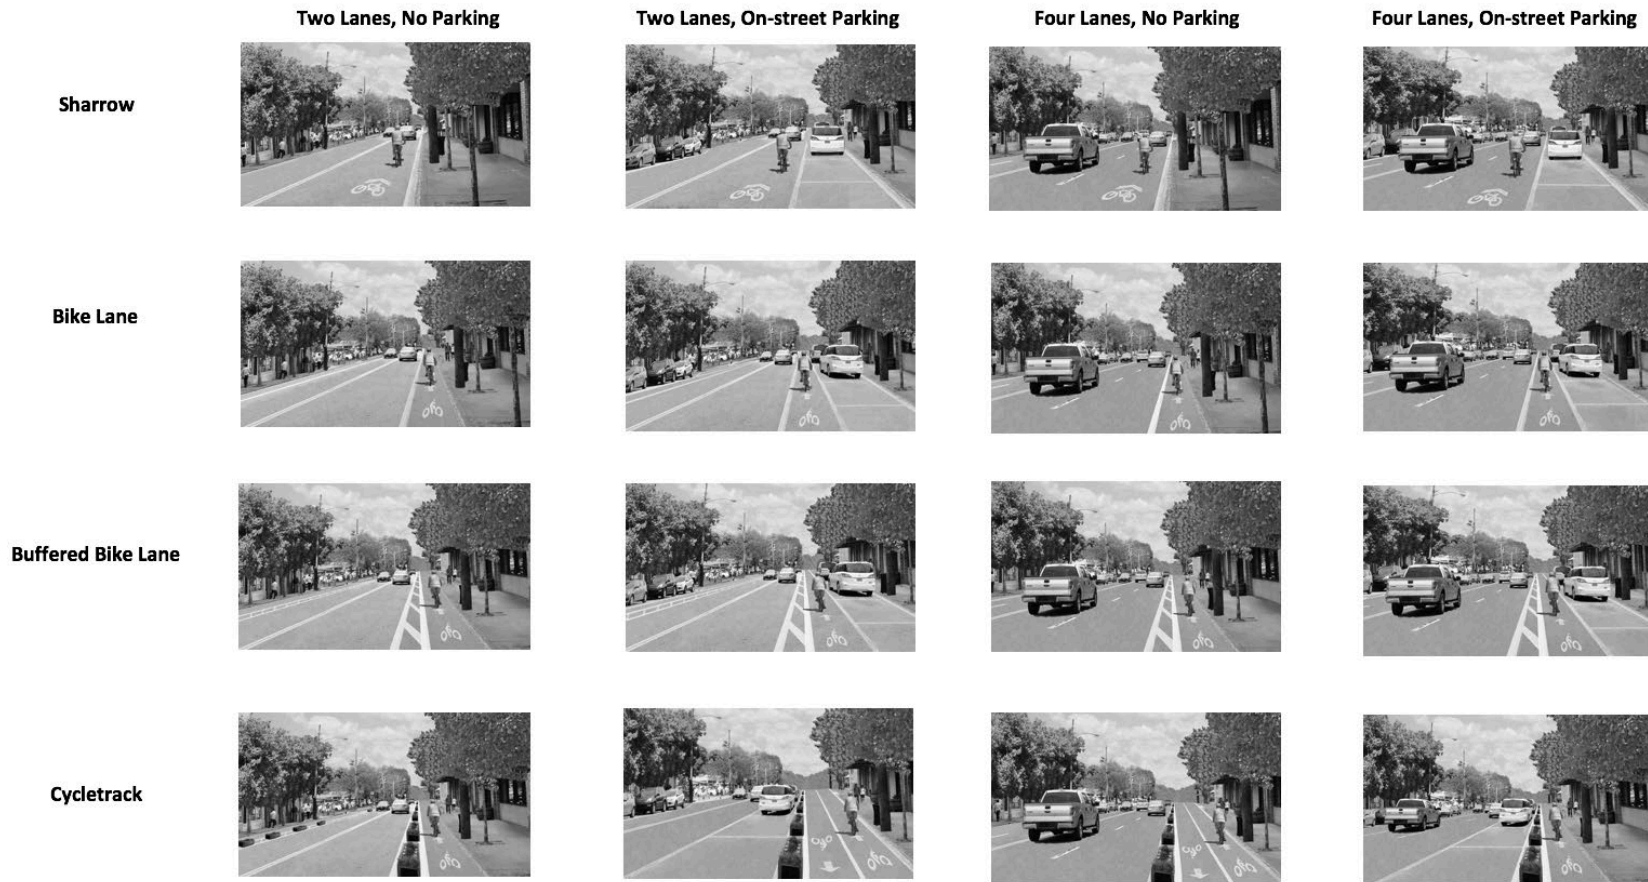 Two Lanes, No Parking
Two Lanes, On-street Parking
Four Lanes, No Parking
Four Lanes, On-street Parking
Sharrow
Bike Lane
Buffered Bike Lane
Cycletrack